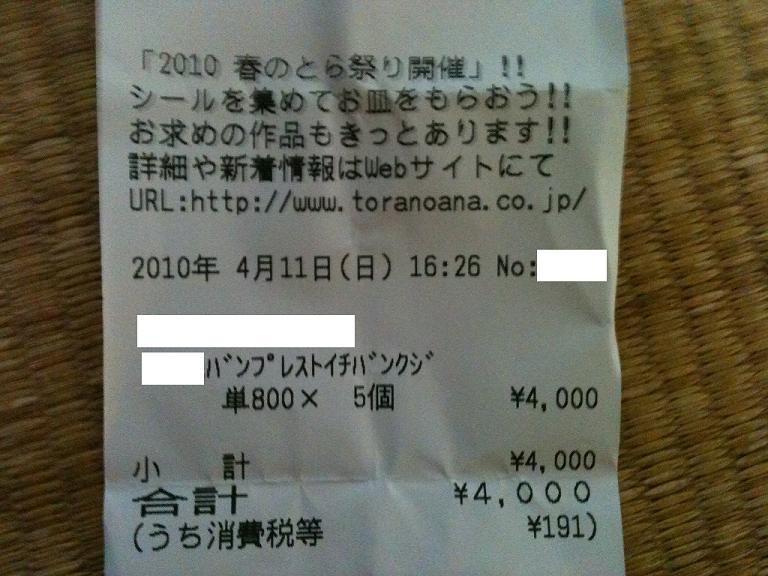 「2010 春のとら祭り開催」!!
シールを集めてお皿をもらおう!!
お求めの作品もきっとあります!!
詳細や新着情報はWebサイトにて
URL:http://www.toranoana.co.jp/
2010年 4月11日(日) 16:26 No:
ﾊﾞﾝﾌﾟﾚｽﾄｲﾁﾊﾞﾝｸｼﾞ
単800× 5個 ¥4,000
小 計 ¥4,000
合計 ¥4,000
(うち消費税等 ¥191)